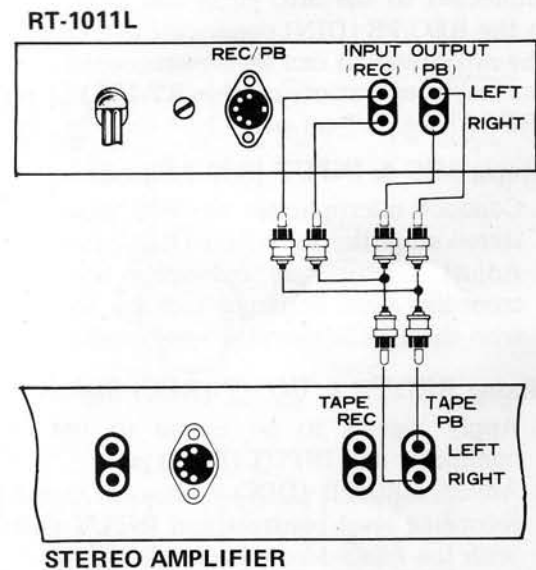 RT-1011L
REC/PB
INPUT OUTPUT
(REC) (PB)
LEFT
RIGHT
TAPE REC
TAPE PB
LEFT
RIGHT
STEREO AMPLIFIER